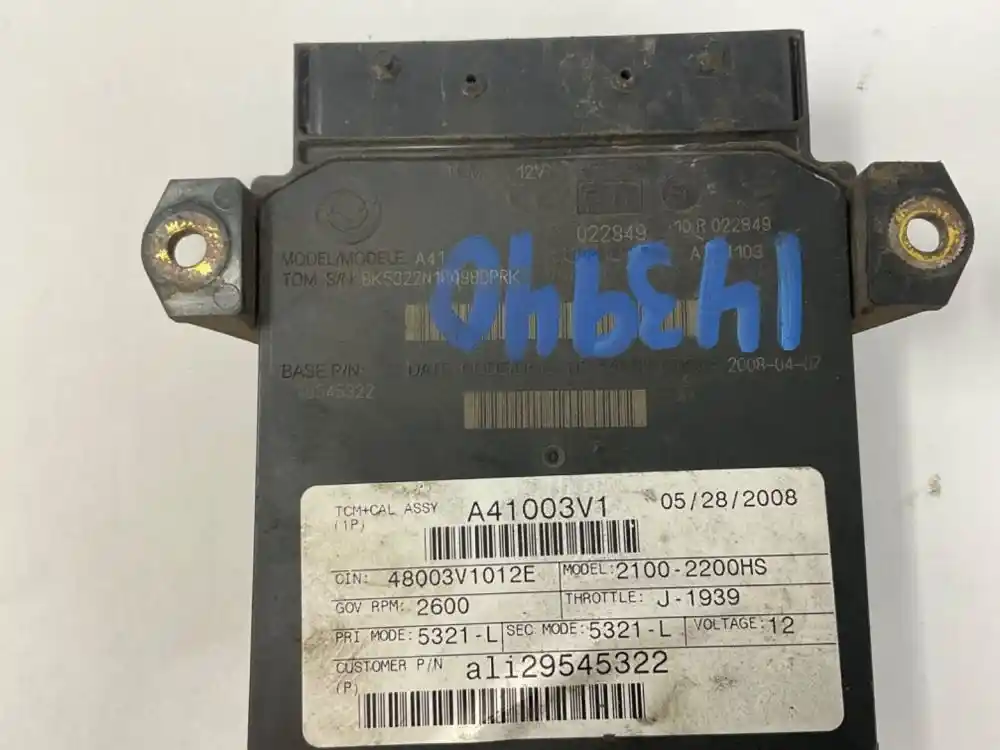 12V
022849 10 R 022849
MODEL/MODELE A41
TCM S/N
143940
BASE P/N: 2008-04-07
29545322
TCM+CAL ASSY A41003V1 05/28/2008
(1P)
CIN: 48003V1012E MODEL: 2100-2200HS
GOV RPM: 2600 THROTTLE: J-1939
PRI MODE: 5321-L SEC MODE: 5321-L VOLTAGE: 12
CUSTOMER P/N ali29545322
(P)